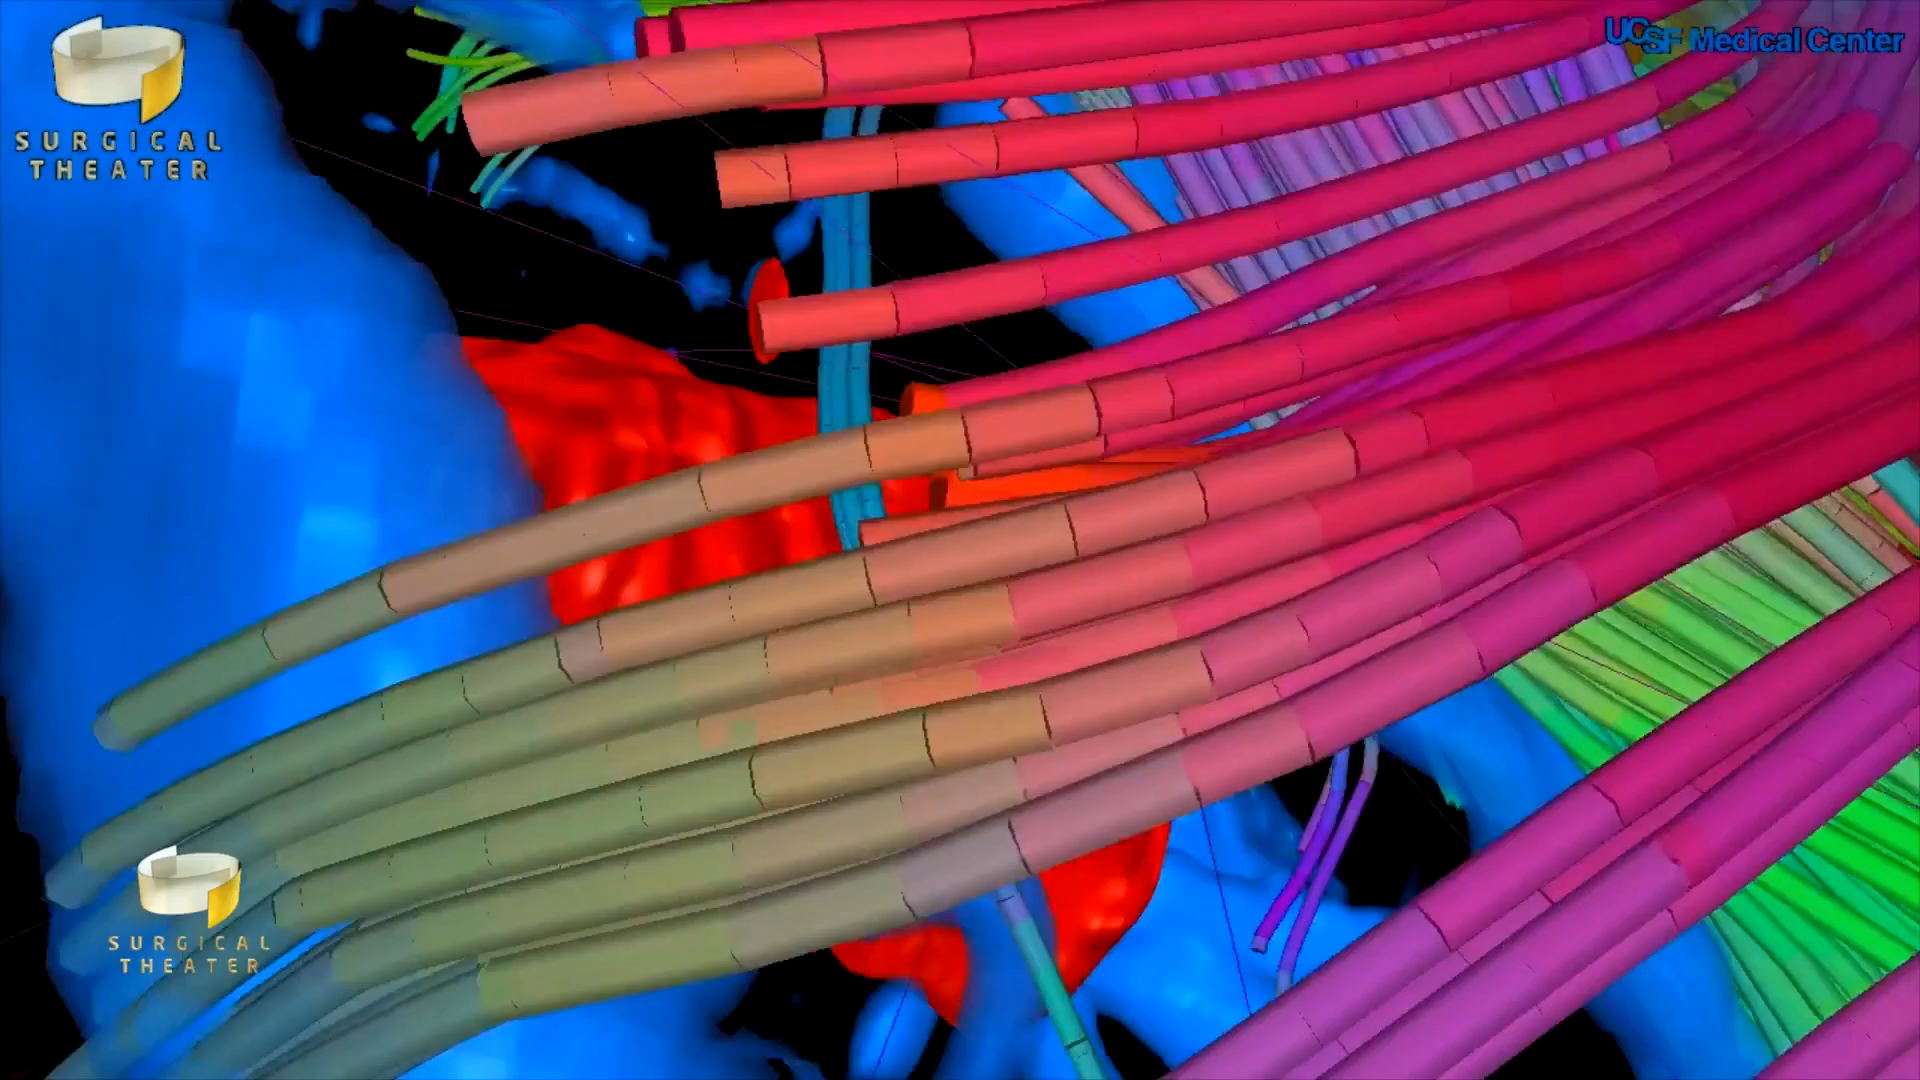 SURGICAL
THEATER
UCSF Medical Center
SURGICAL
THEATER